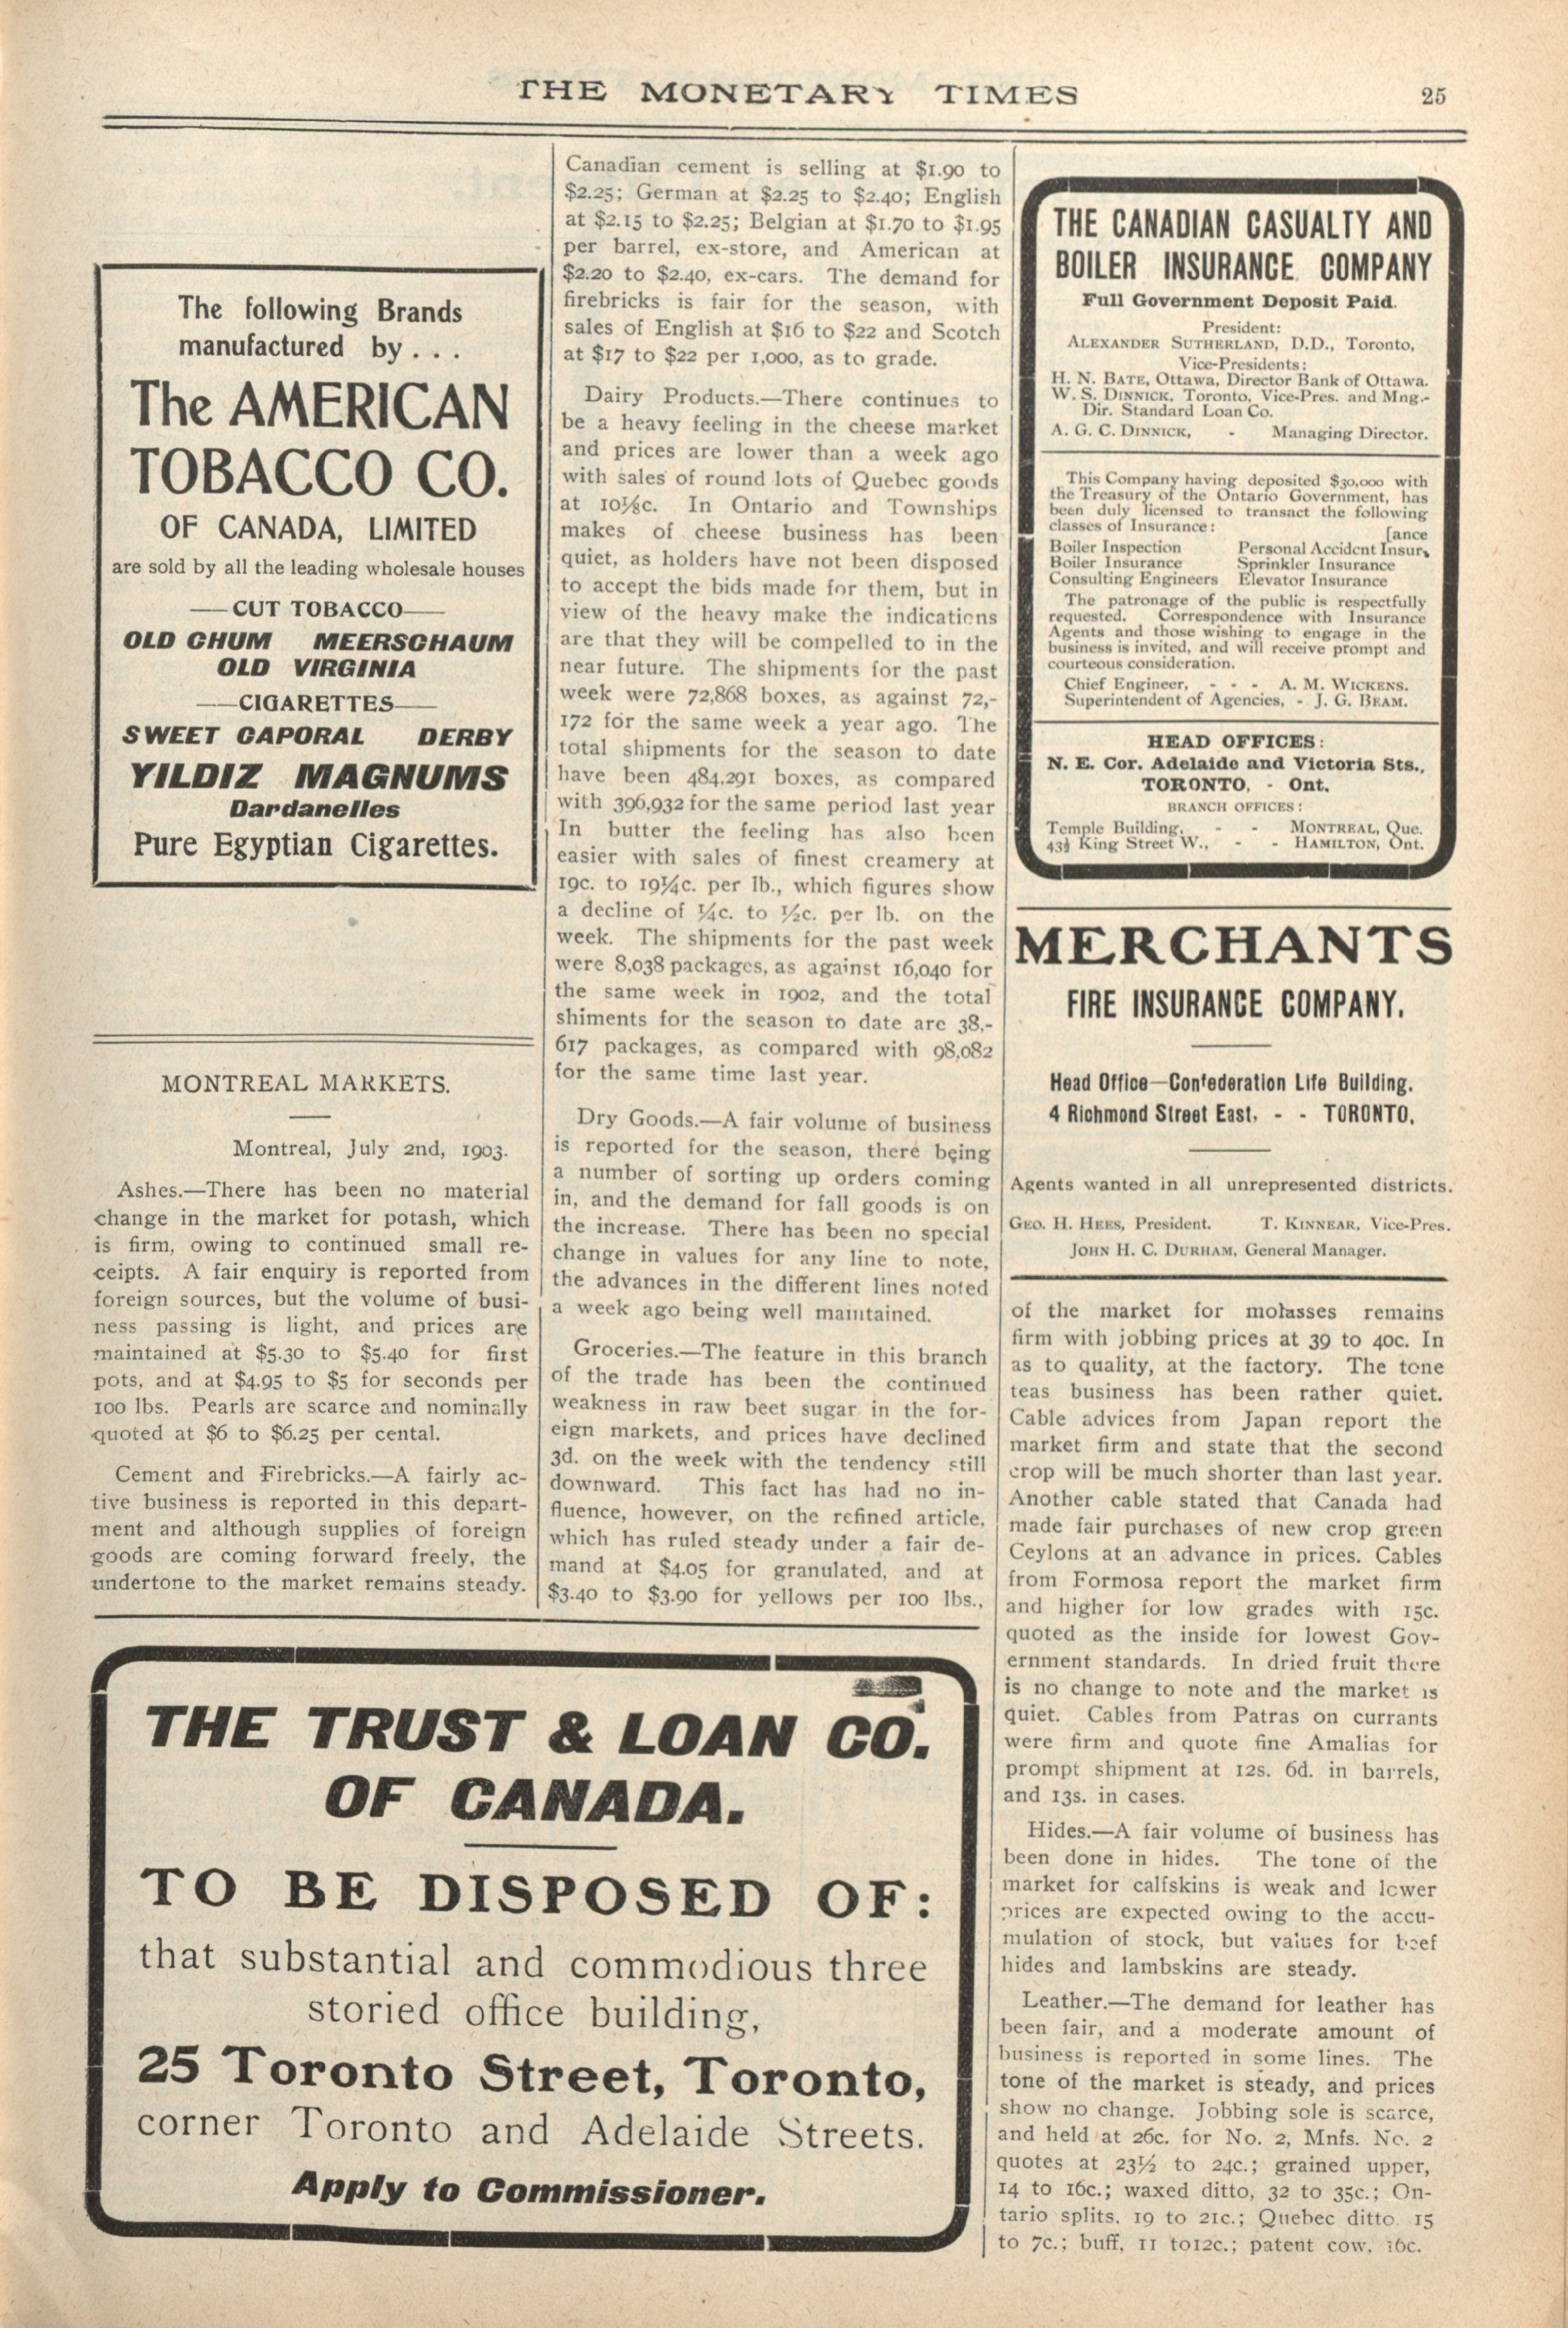 THE MONETARY TIMES 25
The following Brands
manufactured by . . .
The AMERICAN
TOBACCO CO.
OF CANADA, LIMITED
are sold by all the leading wholesale houses
—CUT TOBACCO—
OLD CHUM MEERSCHAUM
OLD VIRGINIA
—CIGARETTES—
SWEET CAPORAL DERBY
YILDIZ MAGNUMS
Dardanelles
Pure Egyptian Cigarettes.
MONTREAL MARKETS.
Montreal, July 2nd, 1903.
Ashes.—There has been no material
change in the market for potash, which
is firm, owing to continued small re-
ceipts. A fair enquiry is reported from
foreign sources, but the volume of busi-
ness passing is light, and prices are
maintained at $5.30 to $5.40 for first
pots, and at $4.95 to $5 for seconds per
100 lbs. Pearls are scarce and nominally
quoted at $6 to $6.25 per cental.
Cement and Firebricks.—A fairly ac-
tive business is reported in this depart-
ment and although supplies of foreign
goods are coming forward freely, the
undertone to the market remains steady.
Canadian cement is selling at $1.90 to
$2.25; German at $2.25 to $2.40; English
at $2.15 to $2.25; Belgian at $1.70 to $1.95
per barrel, ex-store, and American at
$2.20 to $2.40, ex-cars. The demand for
firebricks is fair for the season, with
sales of English at $16 to $22 and Scotch
at $17 to $22 per 1,000, as to grade.
Dairy Products.—There continues to
be a heavy feeling in the cheese market
and prices are lower than a week ago
with sales of round lots of Quebec goods
at 10⅛c. In Ontario and Townships
makes of cheese business has been
quiet, as holders have not been disposed
to accept the bids made for them, but in
view of the heavy make the indications
are that they will be compelled to in the
near future. The shipments for the past
week were 72,868 boxes, as against 72,-
172 for the same week a year ago. The
total shipments for the season to date
have been 484,291 boxes, as compared
with 396,932 for the same period last year
In butter the feeling has also been
easier with sales of finest creamery at
19c. to 19¼c. per lb., which figures show
a decline of ¼c. to ½c. per lb. on the
week. The shipments for the past week
were 8,038 packages, as against 16,040 for
the same week in 1902, and the total
shiments for the season to date are 38,-
617 packages, as compared with 98,082
for the same time last year.
Dry Goods.—A fair volume of business
is reported for the season, there being
a number of sorting up orders coming
in, and the demand for fall goods is on
the increase. There has been no special
change in values for any line to note,
the advances in the different lines noted
a week ago being well maintained.
Groceries.—The feature in this branch
of the trade has been the continued
weakness in raw beet sugar in the for-
eign markets, and prices have declined
3d. on the week with the tendency still
downward. This fact has had no in-
fluence, however, on the refined article,
which has ruled steady under a fair de-
mand at $4.05 for granulated, and at
$3.40 to $3.90 for yellows per 100 lbs.,
THE CANADIAN CASUALTY AND
BOILER INSURANCE COMPANY
Full Government Deposit Paid.
President:
ALEXANDER SUTHERLAND, D.D., Toronto,
Vice-Presidents:
H. N. BATE, Ottawa, Director Bank of Ottawa.
W. S. DINNICK, Toronto, Vice-Pres. and Mng.-
Dir. Standard Loan Co.
A. G. C. DINNICK, - Managing Director.
This Company having deposited $30,000 with
the Treasury of the Ontario Government, has
been duly licensed to transact the following
classes of Insurance: [ance
Boiler Inspection Personal Accident Insur-
Boiler Insurance Sprinkler Insurance
Consulting Engineers Elevator Insurance
The patronage of the public is respectfully
requested. Correspondence with Insurance
Agents and those wishing to engage in the
business is invited, and will receive prompt and
courteous consideration.
Chief Engineer, - - - A. M. WICKENS.
Superintendent of Agencies, - J. G. BEAM.
HEAD OFFICES:
N. E. Cor. Adelaide and Victoria Sts.,
TORONTO, - Ont.
BRANCH OFFICES:
Temple Building, - - MONTREAL, Que.
43½ King Street W., - - HAMILTON, Ont.
MERCHANTS
FIRE INSURANCE COMPANY.
Head Office—Confederation Life Building.
4 Richmond Street East, - - TORONTO.
Agents wanted in all unrepresented districts.
GEO. H. HEES, President. T. KINNEAR, Vice-Pres.
JOHN H. C. DURHAM, General Manager.
of the market for molasses remains
firm with jobbing prices at 39 to 40c. In
as to quality, at the factory. The tone
teas business has been rather quiet.
Cable advices from Japan report the
market firm and state that the second
crop will be much shorter than last year.
Another cable stated that Canada had
made fair purchases of new crop green
Ceylons at an advance in prices. Cables
from Formosa report the market firm
and higher for low grades with 15c.
quoted as the inside for lowest Gov-
ernment standards. In dried fruit there
is no change to note and the market is
quiet. Cables from Patras on currants
were firm and quote fine Amalias for
prompt shipment at 12s. 6d. in barrels,
and 13s. in cases.
Hides.—A fair volume of business has
been done in hides. The tone of the
market for calfskins is weak and lower
prices are expected owing to the accu-
mulation of stock, but values for beef
hides and lambskins are steady.
Leather.—The demand for leather has
been fair, and a moderate amount of
business is reported in some lines. The
tone of the market is steady, and prices
show no change. Jobbing sole is scarce,
and held at 26c. for No. 2, Mnfs. No. 2
quotes at 23½ to 24c.; grained upper,
14 to 16c.; waxed ditto, 32 to 35c.; On-
tario splits, 19 to 21c.; Quebec ditto 15
to 7c.; buff, 11 to12c.; patent cow, 16c.
THE TRUST & LOAN CO.
OF CANADA.
TO BE DISPOSED OF:
that substantial and commodious three
storied office building,
25 Toronto Street, Toronto,
corner Toronto and Adelaide Streets.
Apply to Commissioner.